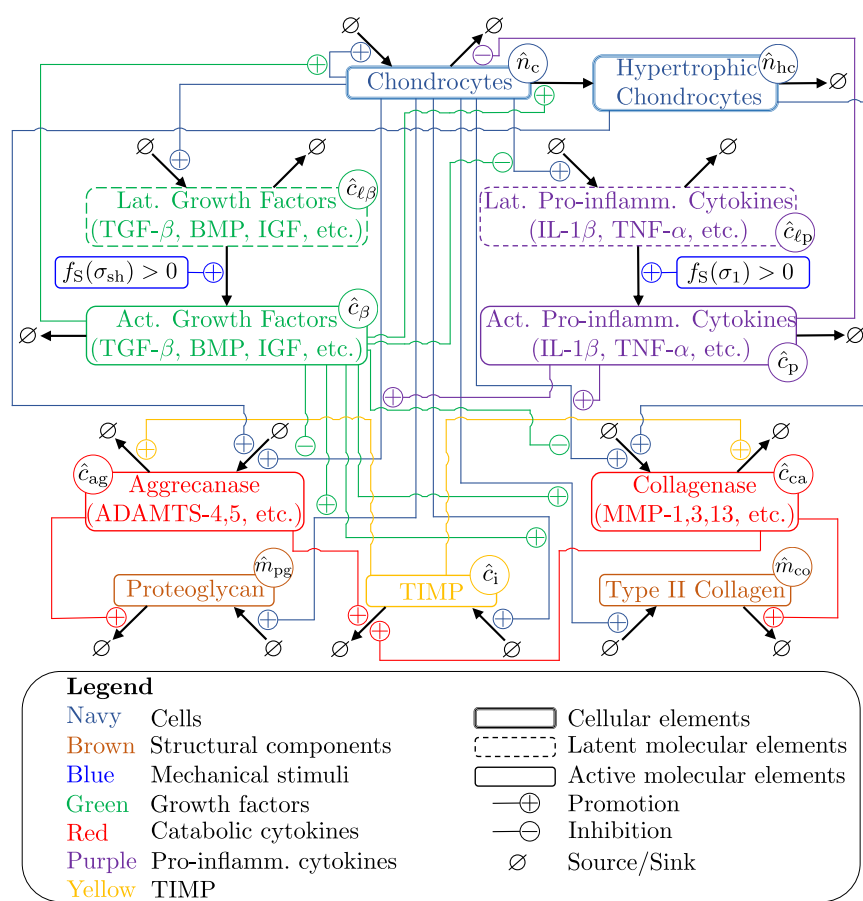 ∅ ∅
Chondrocytes
n̂c
Hypertrophic
Chondrocytes
n̂hc
∅
∅ ∅ ∅ ∅
Lat. Growth Factors
(TGF-β, BMP, IGF, etc.)
ĉℓβ
Lat. Pro-inflamm. Cytokines
(IL-1β, TNF-α, etc.)
ĉℓp
fS(σsh) > 0
fS(σ1) > 0
∅
Act. Growth Factors
(TGF-β, BMP, IGF, etc.)
ĉβ
Act. Pro-inflamm. Cytokines
(IL-1β, TNF-α, etc.)
ĉp
∅
∅ ∅ ∅ ∅
ĉag
Aggrecanase
(ADAMTS-4,5, etc.)
Collagenase
(MMP-1,3,13, etc.)
ĉca
Proteoglycan
m̂pg
TIMP
ĉi
Type II Collagen
m̂co
∅ ∅ ∅ ∅ ∅ ∅
Legend
Navy Cells
Brown Structural components
Blue Mechanical stimuli
Green Growth factors
Red Catabolic cytokines
Purple Pro-inflamm. cytokines
Yellow TIMP
Cellular elements
Latent molecular elements
Active molecular elements
Promotion
Inhibition
∅ Source/Sink